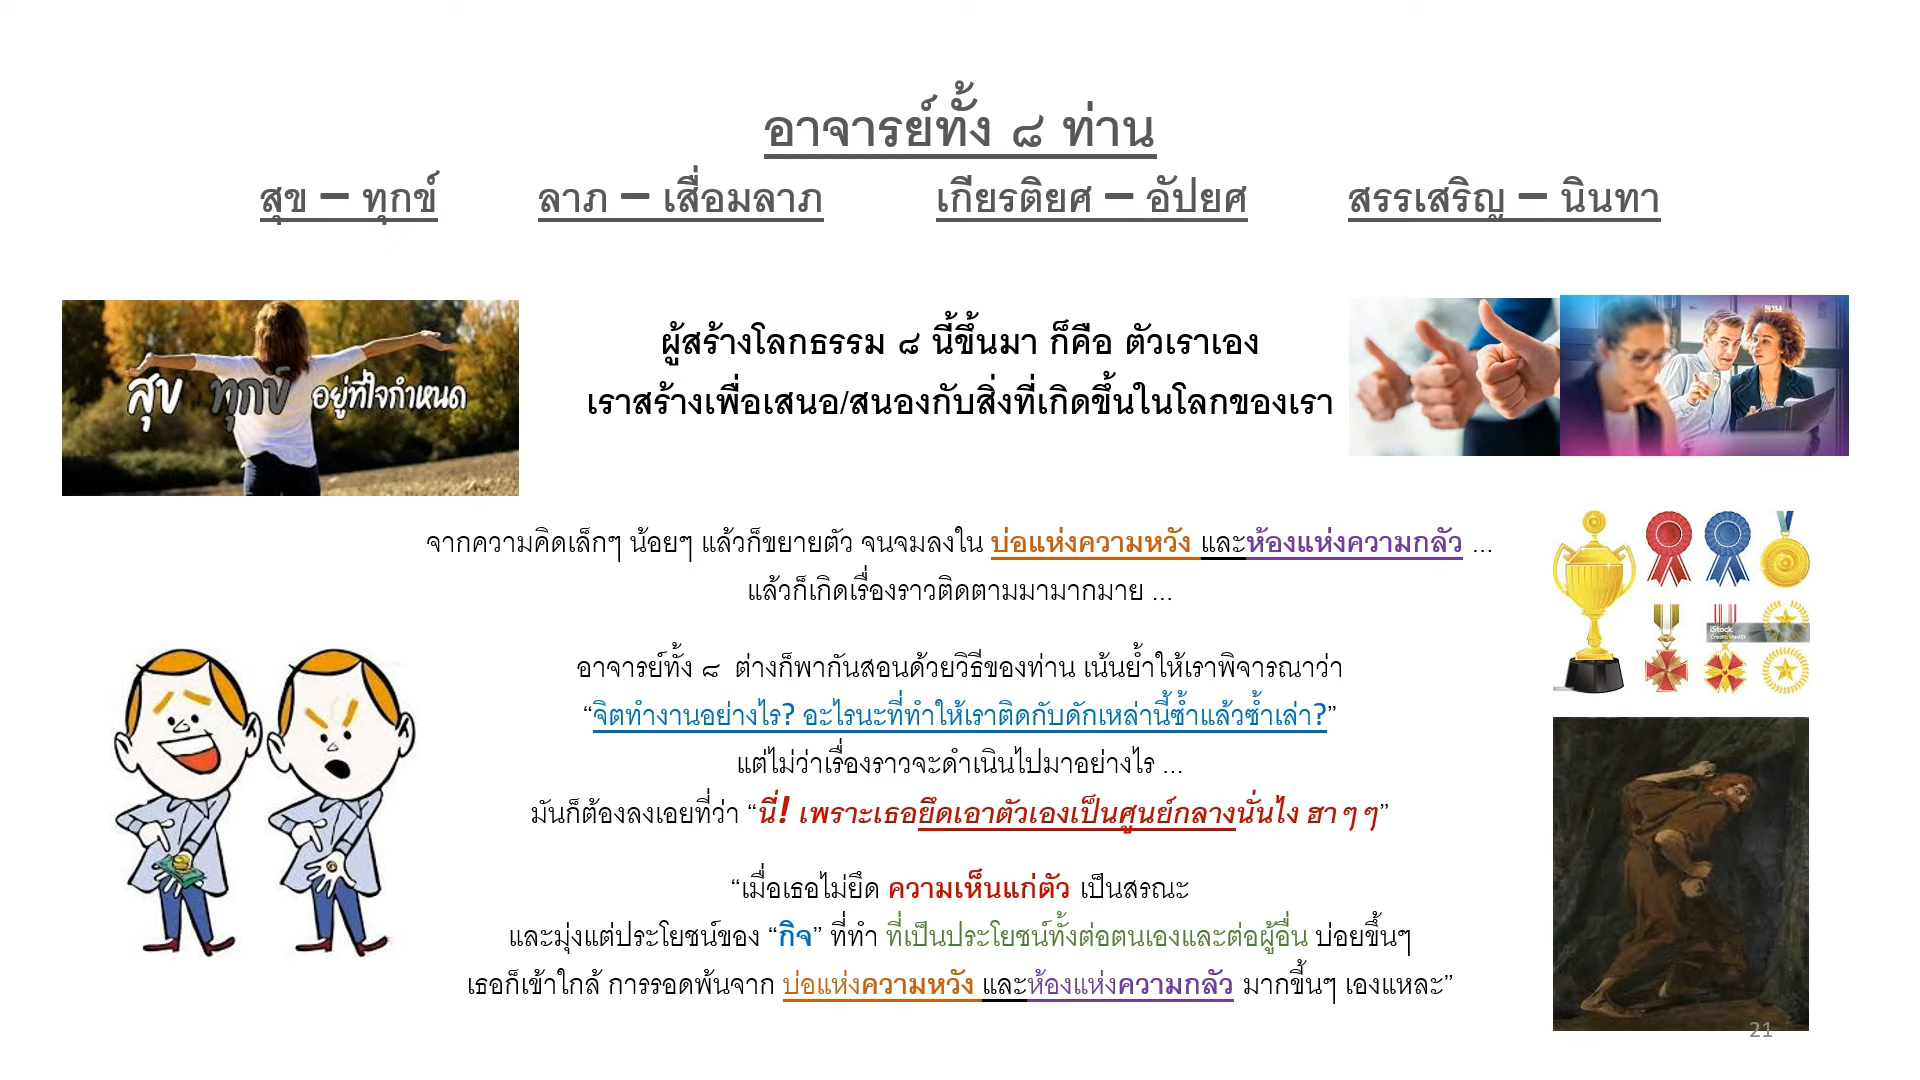 อาจารย์ทั้ง ๘ ท่าน
สุข – ทุกข์ ลาภ – เสื่อมลาภ เกียรติยศ – อัปยศ สรรเสริญ – นินทา
สุข ทุกข์ อยู่ที่ใจกำหนด
ผู้สร้างโลกธรรม ๘ นี้ขึ้นมา ก็คือ ตัวเราเอง
เราสร้างเพื่อเสนอ/สนองกับสิ่งที่เกิดขึ้นในโลกของเรา
จากความคิดเล็กๆ น้อยๆ แล้วก็ขยายตัว จนจมลงใน บ่อแห่งความหวัง และห้องแห่งความกลัว ...
แล้วก็เกิดเรื่องราวติดตามมามากมาย ...
iStock
อาจารย์ทั้ง ๘ ต่างก็พากันสอนด้วยวิธีของท่าน เน้นย้ำให้เราพิจารณาว่า
“จิตทำงานอย่างไร? อะไรนะที่ทำให้เราติดกับดักเหล่านี้ซ้ำแล้วซ้ำเล่า?”
แต่ไม่ว่าเรื่องราวจะดำเนินไปมาอย่างไร ...
มันก็ต้องลงเอยที่ว่า “นี่! เพราะเธอยึดเอาตัวเองเป็นศูนย์กลางนั่นไง ฮา ๆ ๆ”
“เมื่อเธอไม่ยึด ความเห็นแก่ตัว เป็นสรณะ
และมุ่งแต่ประโยชน์ของ “กิจ” ที่ทำ ที่เป็นประโยชน์ทั้งต่อตนเองและต่อผู้อื่น บ่อยขึ้นๆ
เธอก็เข้าใกล้ การรอดพ้นจาก บ่อแห่งความหวัง และห้องแห่งความกลัว มากขึ้นๆ เองแหละ”
21